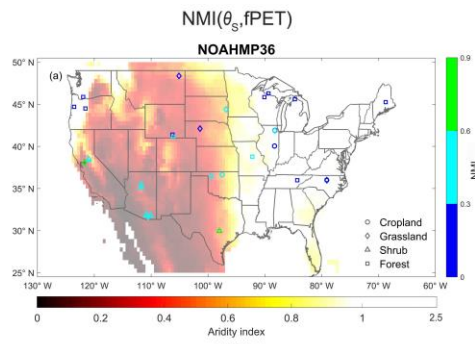 NMI(θS,fPET)
NOAHMP36
(a)
50° N
45° N
40° N
35° N
30° N
25° N
130° W 120° W 110° W 100° W 90° W 80° W 70° W 60° W
Cropland
Grassland
Shrub
Forest
0.9
0.6
0.3
0
NMI
0 0.2 0.4 0.6 0.8 1 2.5
Aridity index